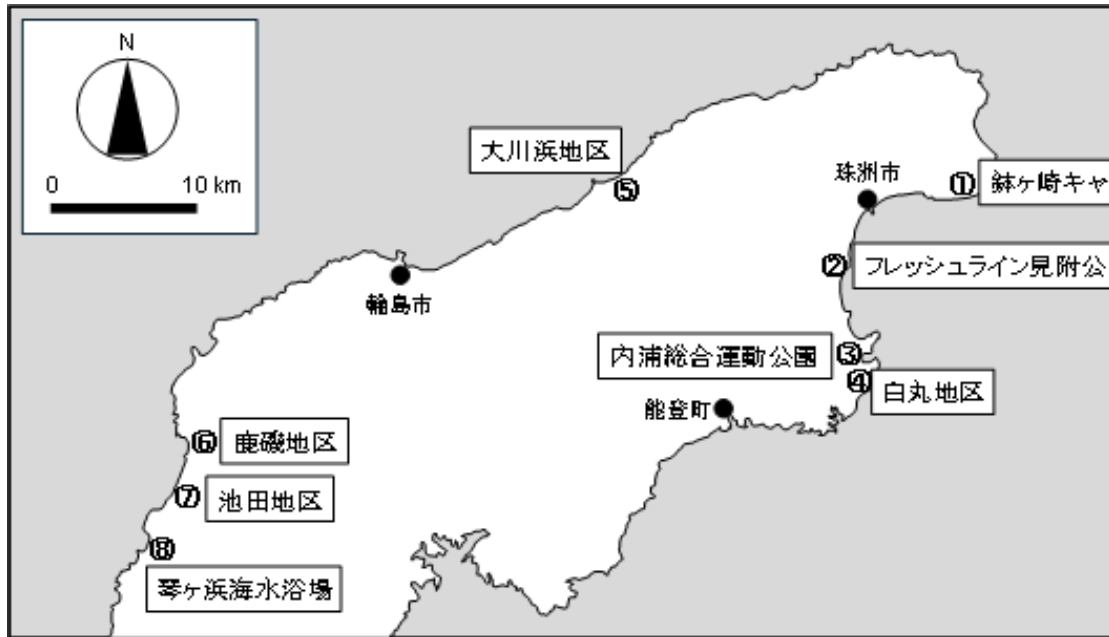 N
0 10 km
大川浜地区
⑤
珠洲市
①
鉢ヶ崎キャ
②
フレッシュライン見附公
輪島市
内浦総合運動公園
③
④
白丸地区
能登町
⑥
鹿磯地区
⑦
池田地区
⑧
琴ヶ浜海水浴場